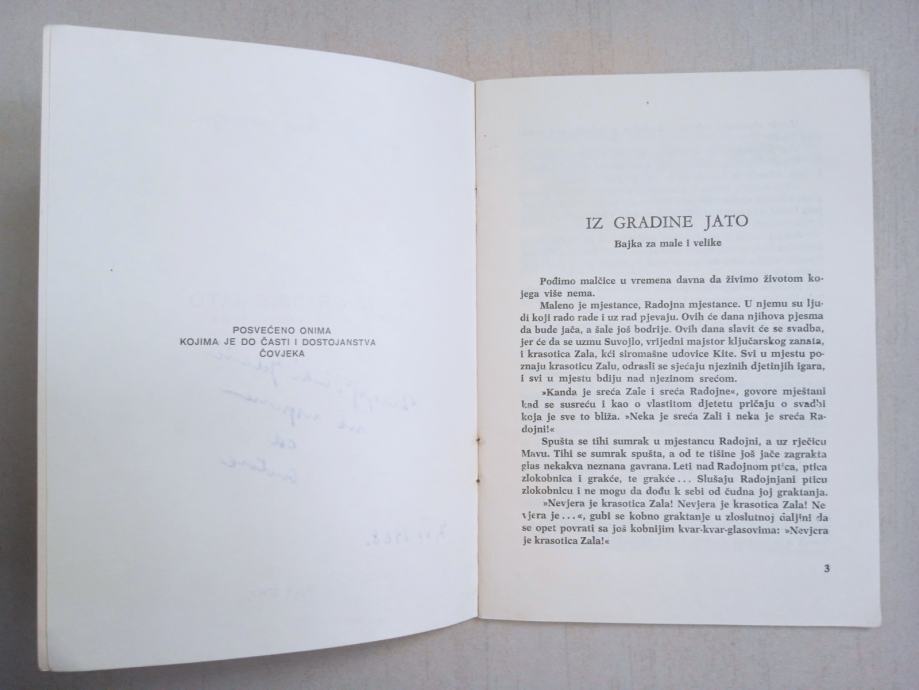 POSVEĆENO ONIMA
KOJIMA JE DO ČASTI I DOSTOJANSTVA
ČOVJEKA
IZ GRADINE JATO
Bajka za male i velike
Pođimo malčice u vremena davna da živimo životom ko-
jega više nema.
Maleno je mjestance, Radojna mjestance. U njemu su lju-
di koji rado rade i uz rad pjevaju. Ovih će dana njihova pjesma
da bude jača, a šale još bodrije. Ovih dana slavit će se svadba,
jer će da se uzmu Suvojlo, vrijedni majstor ključarskog zanata,
i krasotica Zala, kći siromašne udovice Kite. Svi u mjestu po-
znaju krasoticu Zalu, odrasli se sjećaju njezinih djetinjih igara,
i svi u mjestu bdiju nad njezinom srećom.
»Kanda je sreća Zale i sreća Radojne«, govore mještani
kad se susreću i kao o vlastitom djetetu pričaju o svadbi
koja je sve to bliža. »Neka je sreća Zali i neka je sreća Ra-
dojni!«
Spušta se tihi sumrak u mjestancu Radojni, a uz rječicu
Mavu. Tihi se sumrak spušta, a od te tišine još jače zagrakta
glas nekakva neznana gavrana. Leti nad Radojnom ptica, ptica
zlokobnica i grakće, te grakće... Slušaju Radojnjani pticu
zlokobnicu i ne mogu da dođu k sebi od čudna joj graktanja.
»Nevjera je krasotica Zala! Nevjera je krasotica Zala! Ne
vjera je...«, gubi se kobno graktanje u zloslutnoj daljini da
se opet povrati sa još kobnijim kvar-kvar-glasovima: »Nevjera
je krasotica Zala!«
3